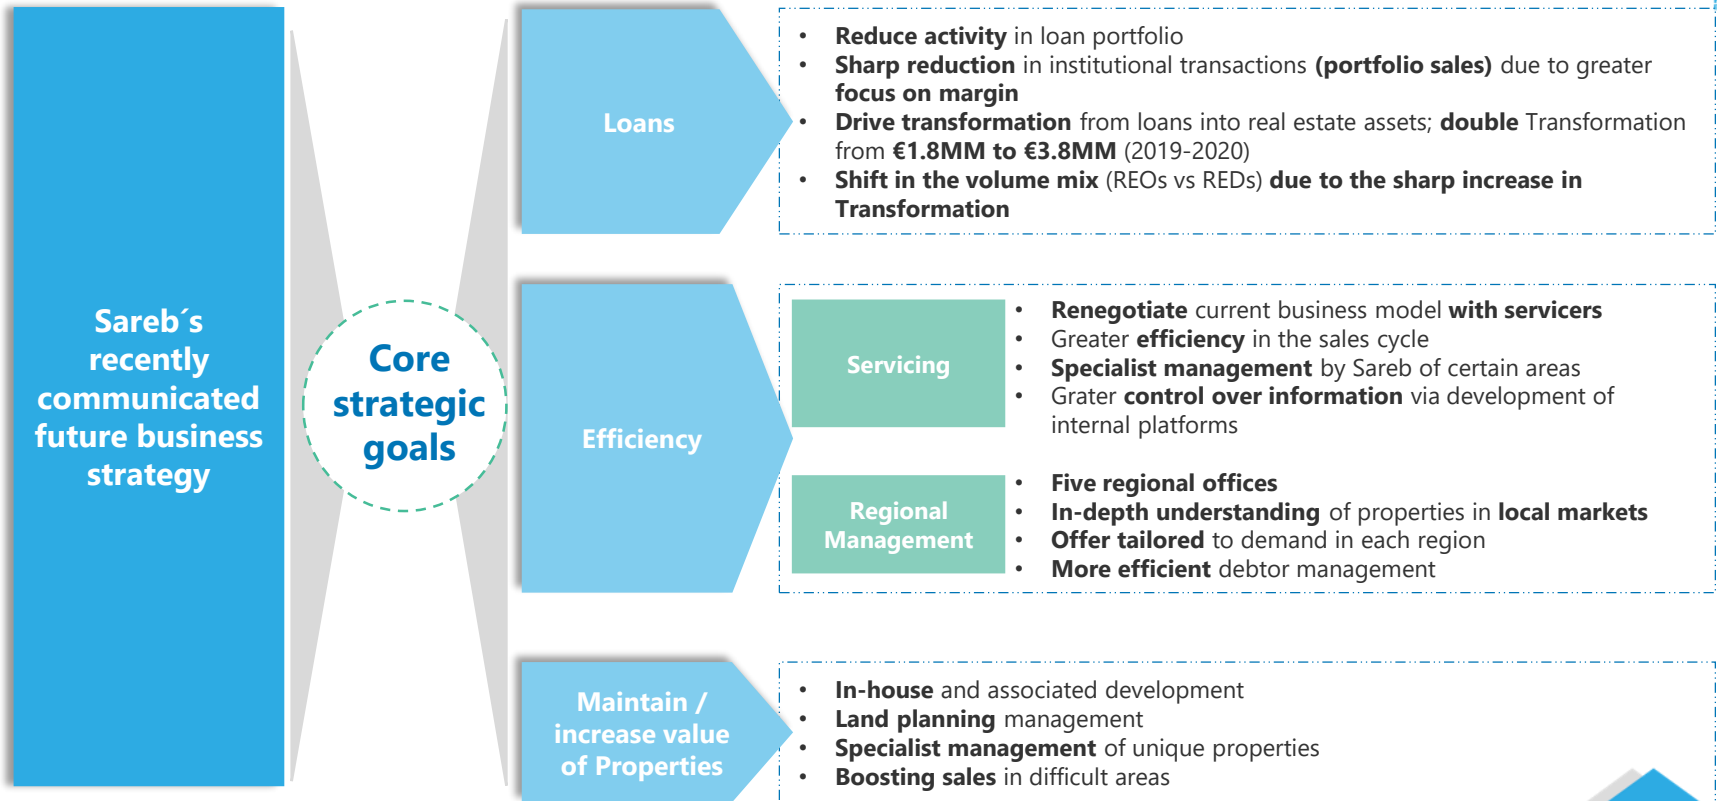 Sareb´s
recently
communicated
future business
strategy
Core
strategic
goals
Loans
• Reduce activity in loan portfolio
• Sharp reduction in institutional transactions (portfolio sales) due to greater
focus on margin
• Drive transformation from loans into real estate assets; double Transformation
from €1.8MM to €3.8MM (2019-2020)
• Shift in the volume mix (REOs vs REDs) due to the sharp increase in
Transformation
Efficiency
Servicing
• Renegotiate current business model with servicers
• Greater efficiency in the sales cycle
• Specialist management by Sareb of certain areas
• Grater control over information via development of
internal platforms
Regional
Management
• Five regional offices
• In-depth understanding of properties in local markets
• Offer tailored to demand in each region
• More efficient debtor management
Maintain /
increase value
of Properties
• In-house and associated development
• Land planning management
• Specialist management of unique properties
• Boosting sales in difficult areas